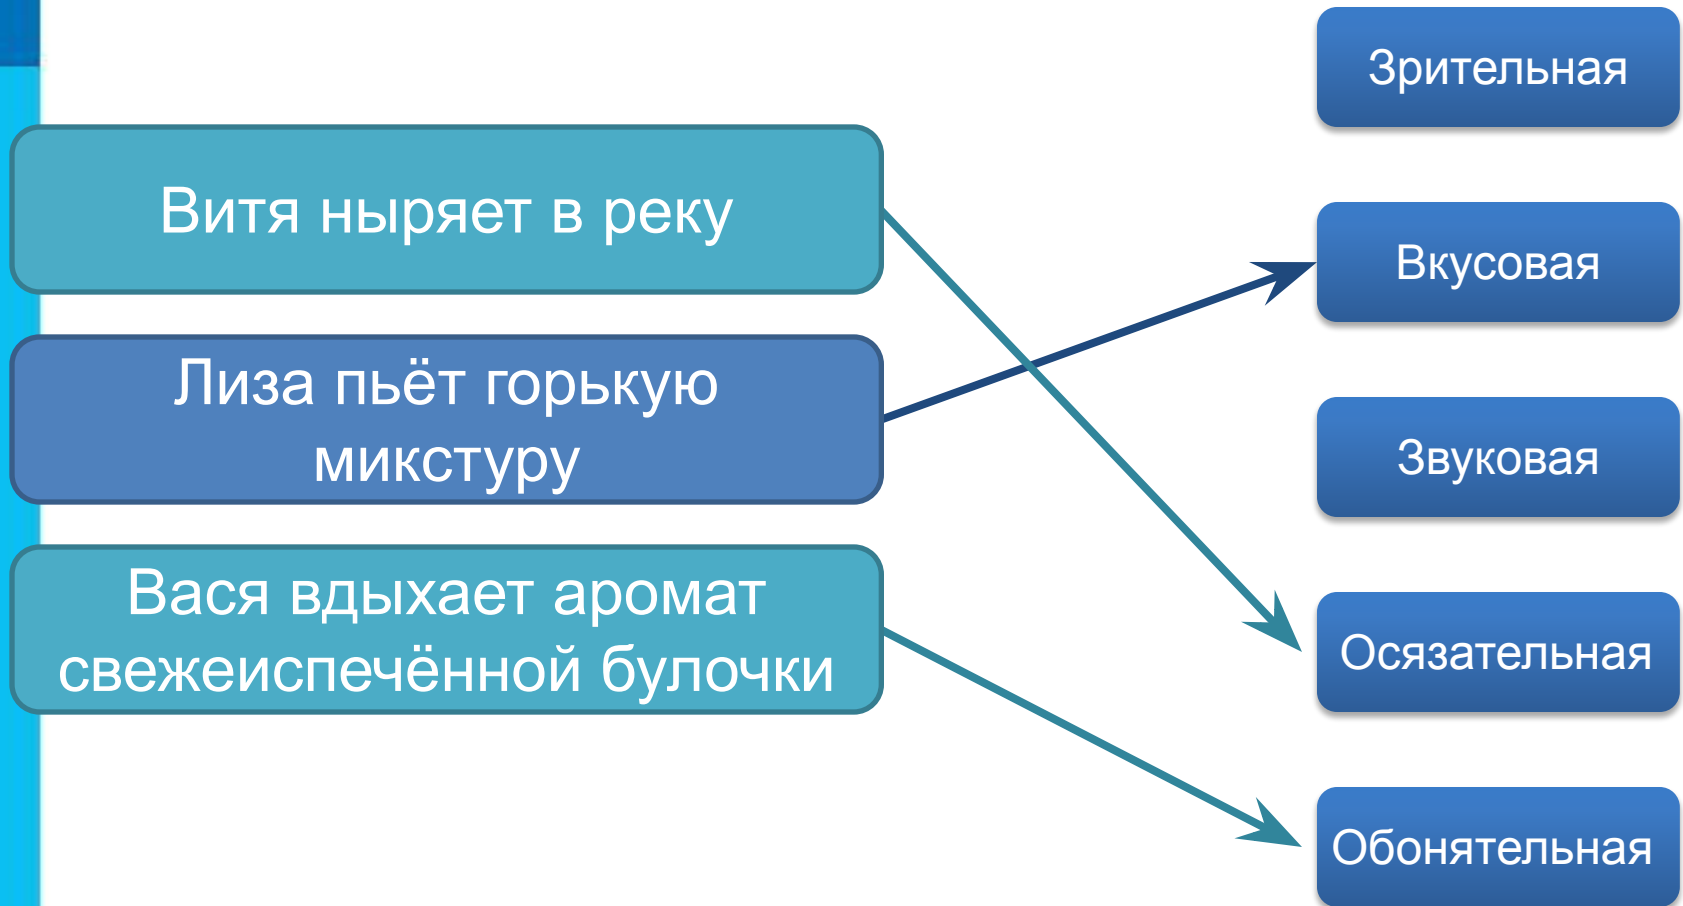 Витя ныряет в реку
Лиза пьёт горькую
микстуру
Вася вдыхает аромат
свежеиспечённой булочки
Зрительная
Вкусовая
Звуковая
Осязательная
Обонятельная